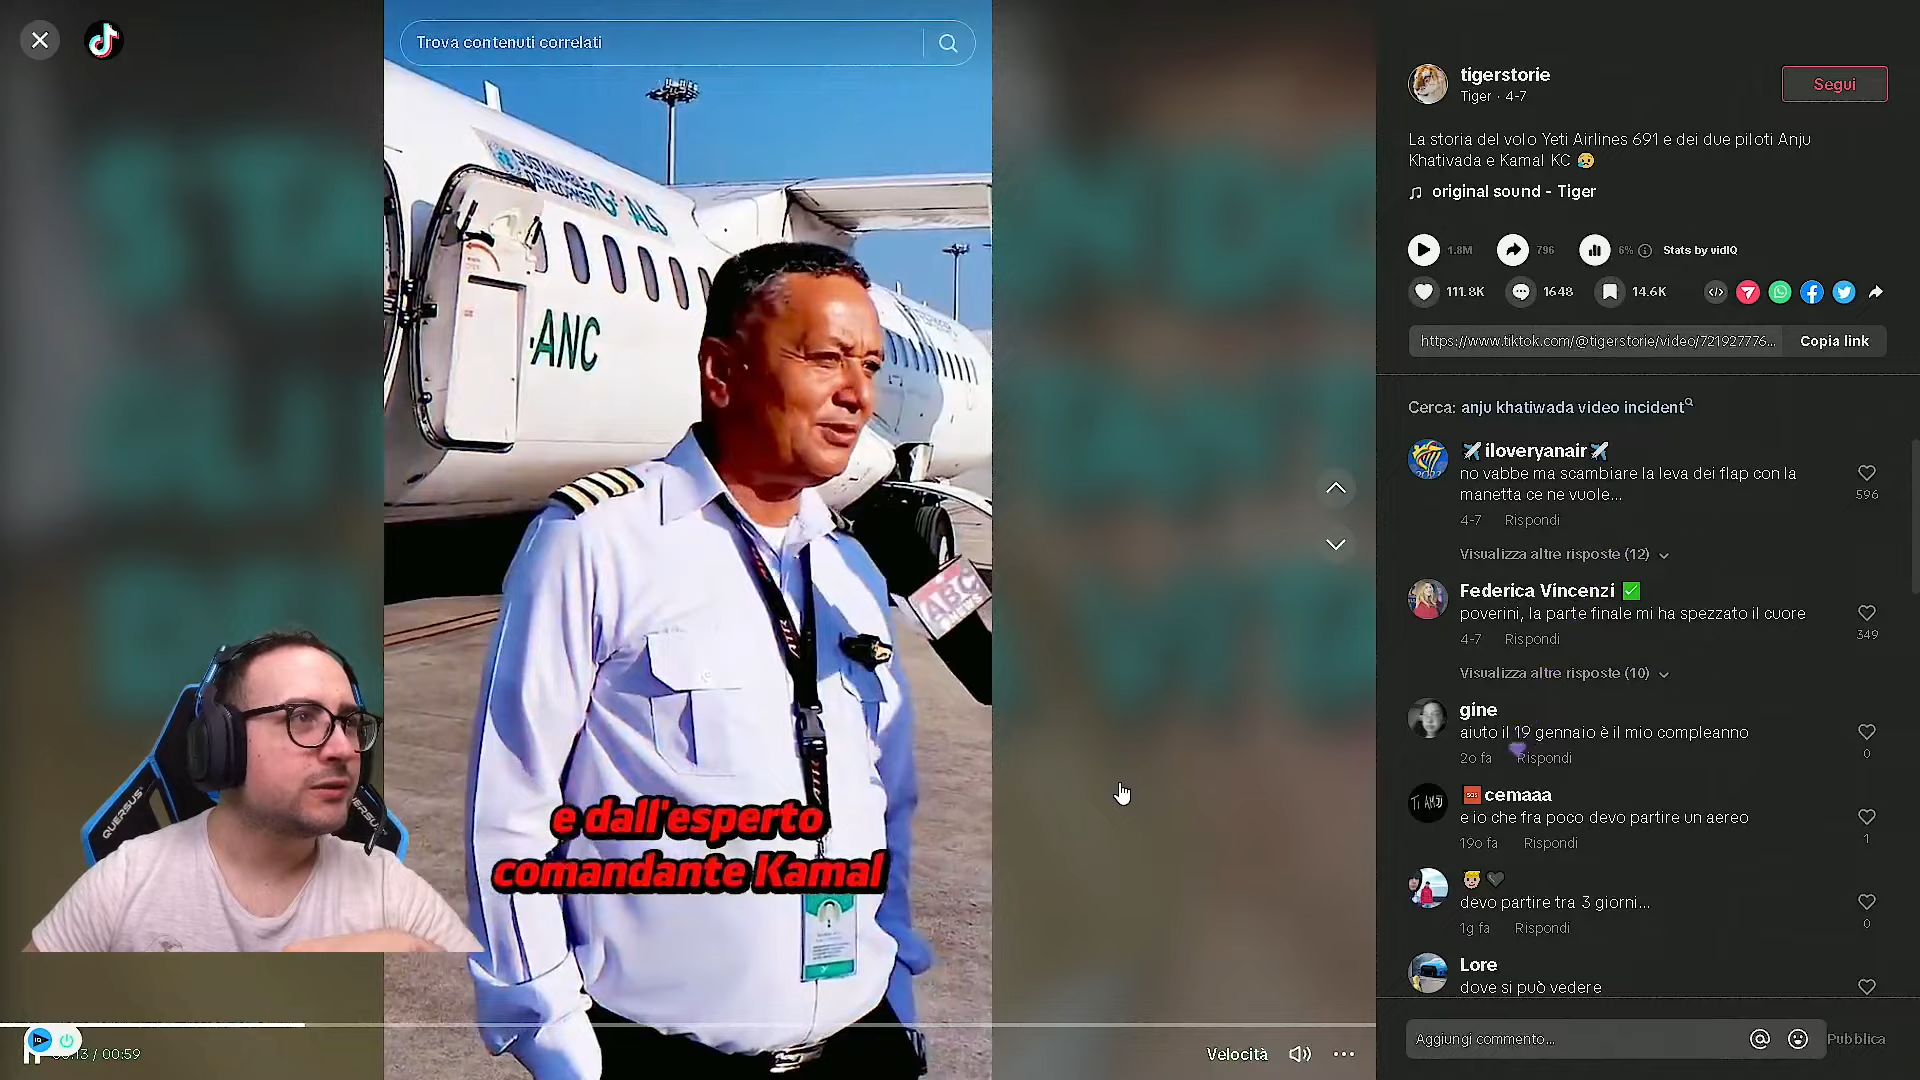 Trova contenuti correlati
SUSTAINABLE
DEVELOPMENT
-ANC
ABC
NEWS
QUERSUS
e dall'esperto
comandante Kamal
/ 00:59
Velocità
tigerstorie
Tiger · 4-7
Segui
La storia del volo Yeti Airlines 691 e dei due piloti Anju
Khativada e Kamal KC 😥
original sound - Tiger
1.8M
796
6%
Stats by vidIQ
111.8K
1648
14.6K
https://www.tiktok.com/@tigerstorie/video/721927776...
Copia link
Cerca: anju khatiwada video incident
✈️iloveryanair✈️
no vabbe ma scambiare la leva dei flap con la
manetta ce ne vuole...
596
4-7 Rispondi
Visualizza altre risposte (12)
Federica Vincenzi ✅
poverini, la parte finale mi ha spezzato il cuore
349
4-7 Rispondi
Visualizza altre risposte (10)
gine
aiuto il 19 gennaio è il mio compleanno
0
2o fa Rispondi
🆘cemaaa
e io che fra poco devo partire un aereo
1
19o fa Rispondi
devo partire tra 3 giorni...
0
1g fa Rispondi
Lore
dove si può vedere
Aggiungi commento...
Pubblica